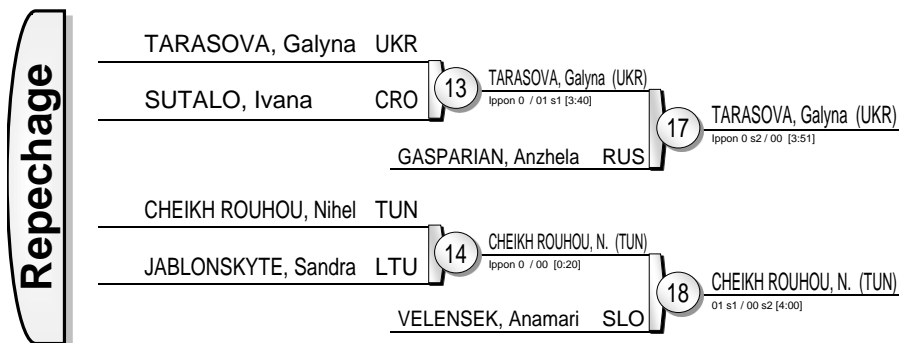 Repechage
TARASOVA, Galyna UKR
SUTALO, Ivana CRO
13
TARASOVA, Galyna (UKR)
Ippon 0 / 01 s1 [3:40]
GASPARIAN, Anzhela RUS
17
TARASOVA, Galyna (UKR)
Ippon 0 s2 / 00 [3:51]
CHEIKH ROUHOU, Nihel TUN
JABLONSKYTE, Sandra LTU
14
CHEIKH ROUHOU, N. (TUN)
Ippon 0 / 00 [0:20]
VELENSEK, Anamari SLO
18
CHEIKH ROUHOU, N. (TUN)
01 s1 / 00 s2 [4:00]